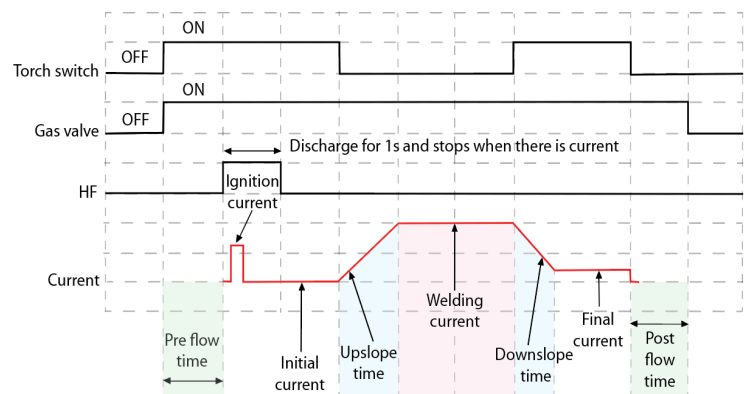 ON
OFF
Torch switch
ON
OFF
Gas valve
Discharge for 1s and stops when there is current
HF
Ignition
current
Current
Welding
current
Final
current
Pre flow
time
Initial
current
Upslope
time
Downslope
time
Post
flow
time